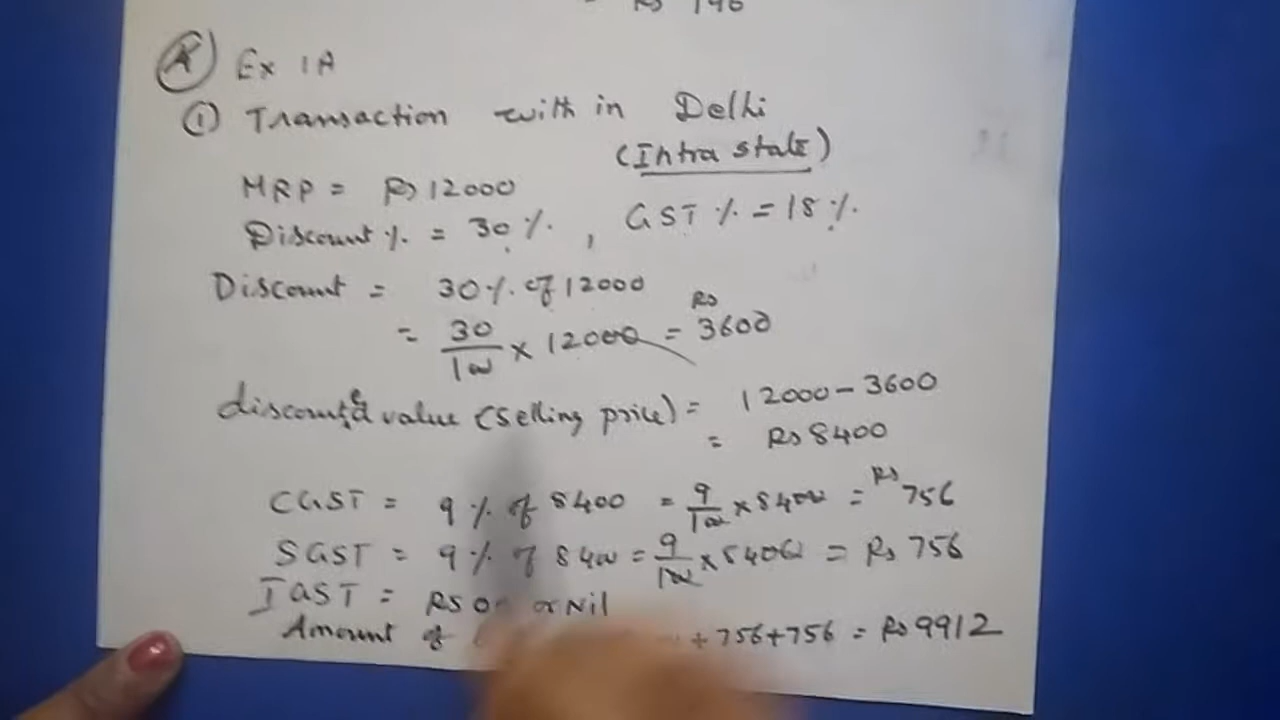 = Rs 196
(A) Ex 1A
① Transaction with in Delhi
(Intra state)
MRP = Rs 12000
Discount % = 30 %. , GST % = 18 %.
Discount = 30 %. of 12000
= 30/100 × 12000 = Rs 3600
discounted value (selling price) = 12000 - 3600
= Rs 8400
CGST = 9 % of 8400 = 9/100 × 8400 = Rs 756
SGST = 9 % of 8400 = 9/100 × 8400 = Rs 756
IGST = Rs 0 or Nil
Amount of + 756 + 756 = Rs 9912